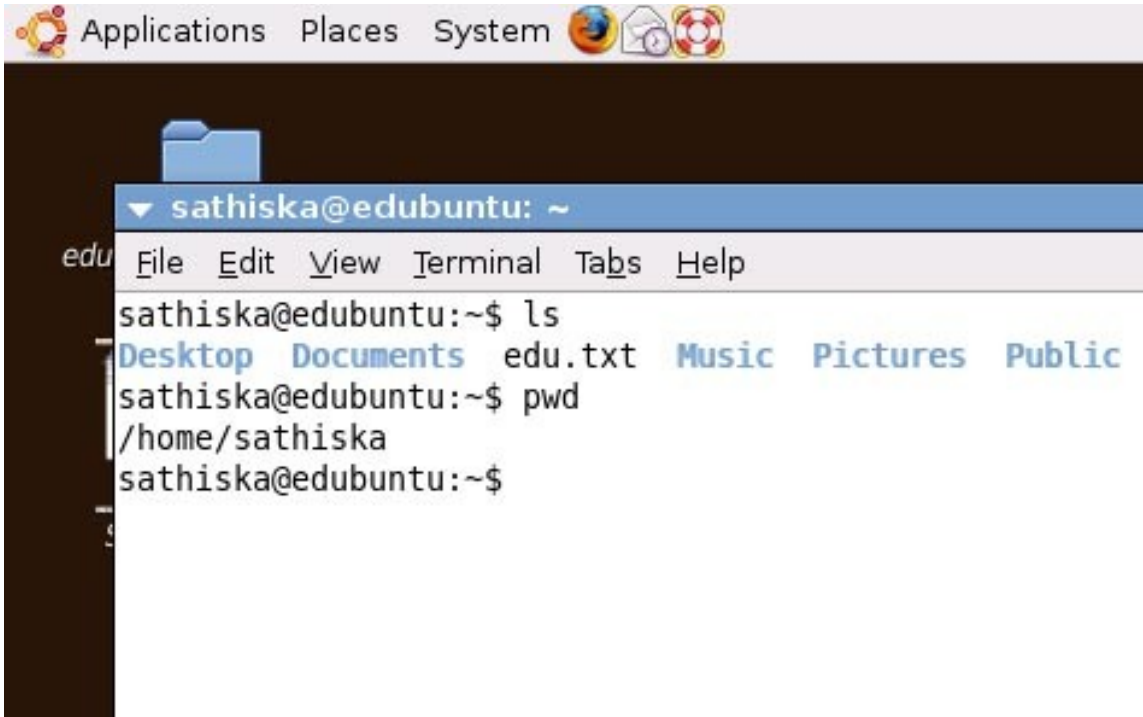 Applications Places System
sathiska@edubuntu: ~
edu
File Edit View Terminal Tabs Help
sathiska@edubuntu:~$ ls
Desktop Documents edu.txt Music Pictures Public
sathiska@edubuntu:~$ pwd
/home/sathiska
sathiska@edubuntu:~$